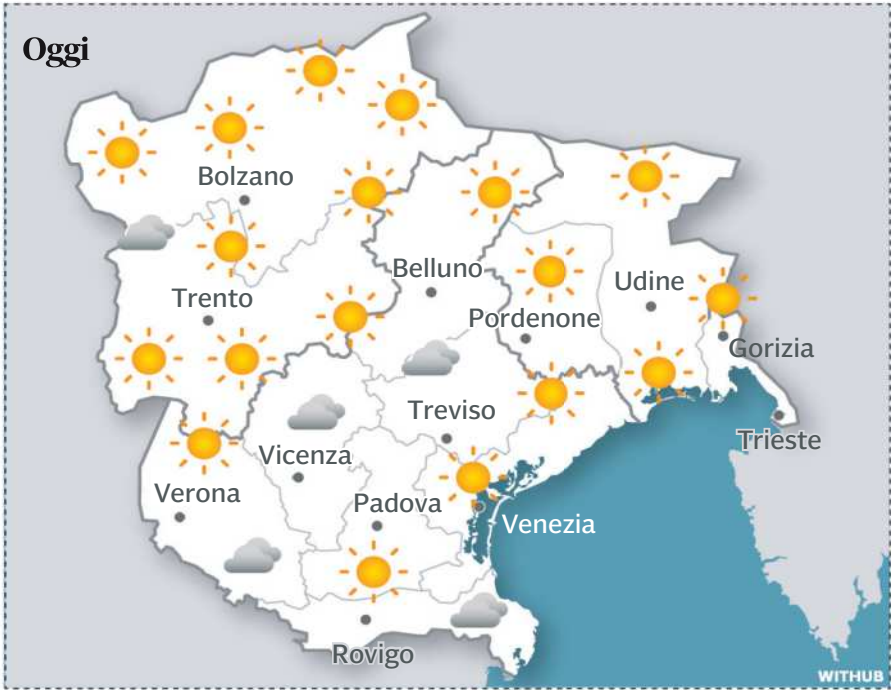 Oggi
Bolzano
Belluno
Trento
Udine
Pordenone
Gorizia
Treviso
Trieste
Vicenza
Verona
Padova
Venezia
Rovigo
WITHUB